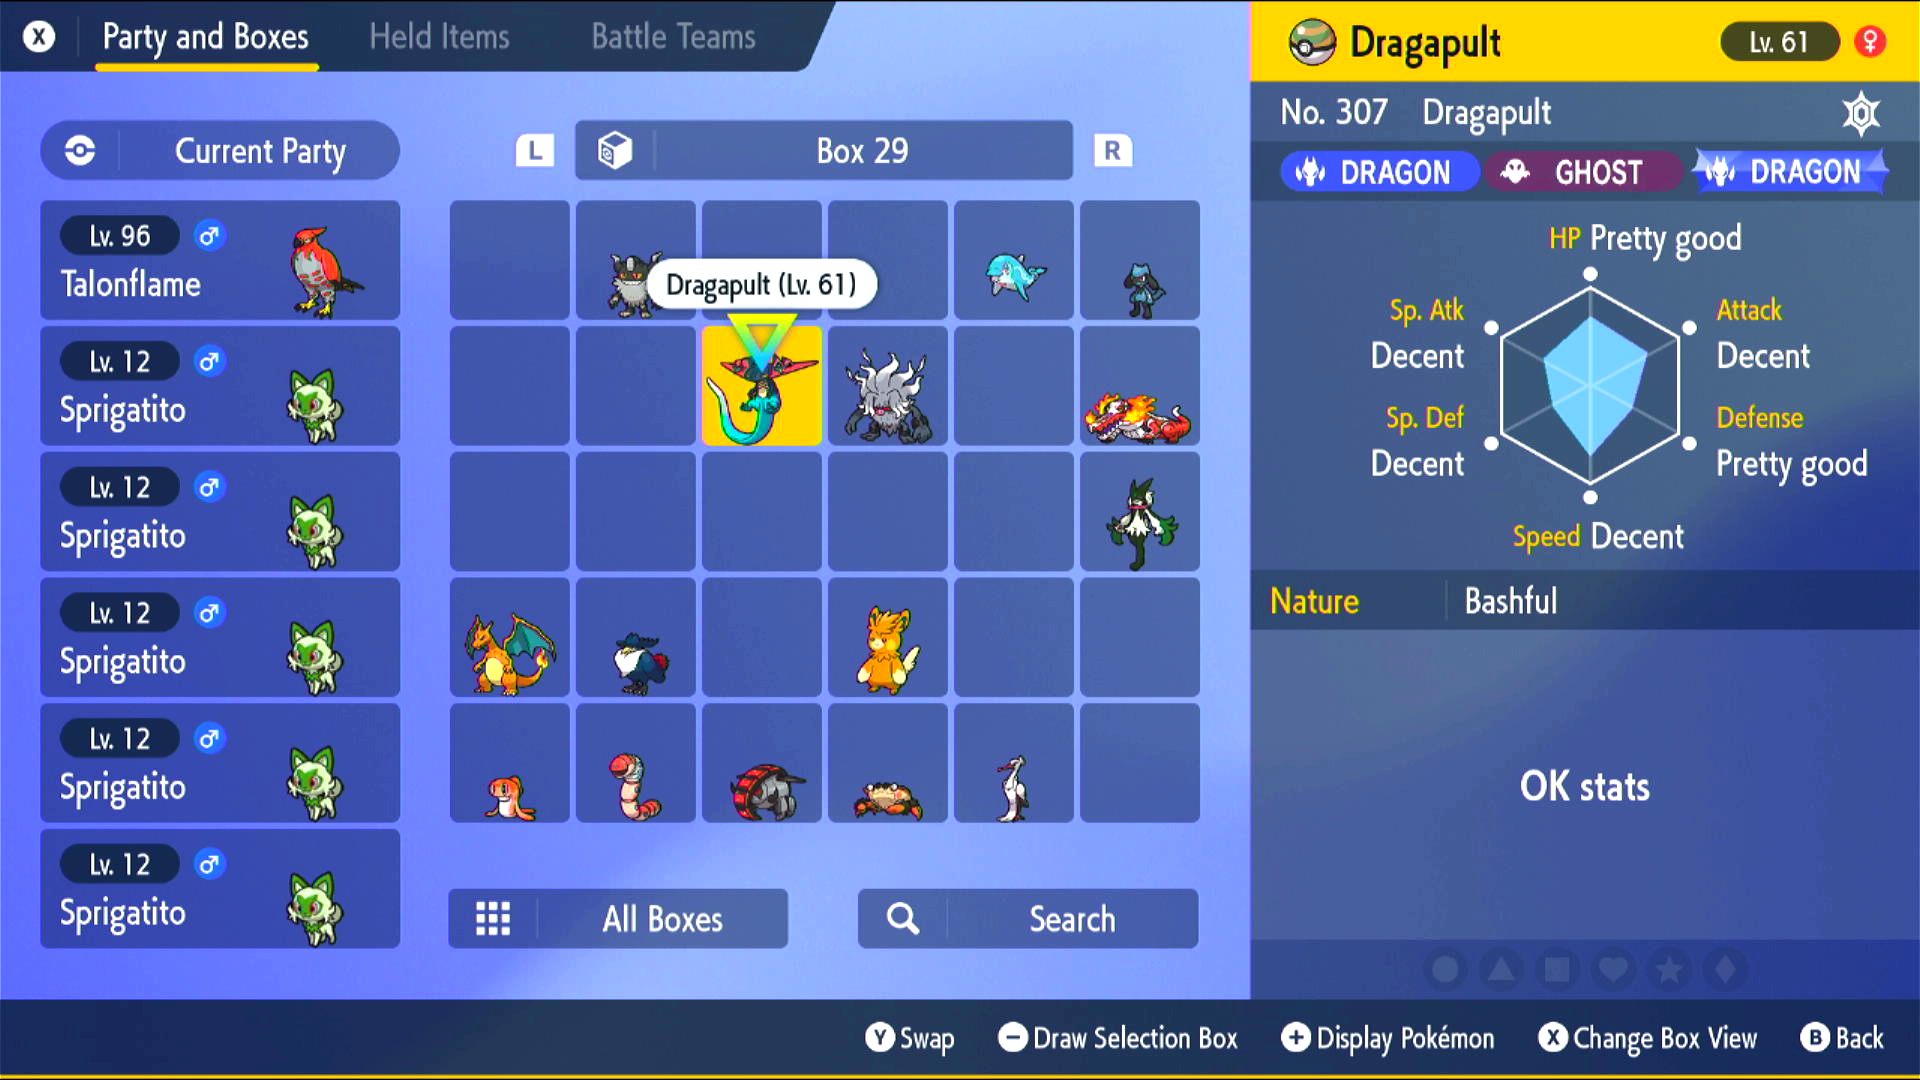 X Party and Boxes Held Items Battle Teams
Current Party
Lv. 96
Talonflame
Lv. 12
Sprigatito
Lv. 12
Sprigatito
Lv. 12
Sprigatito
Lv. 12
Sprigatito
Lv. 12
Sprigatito
L Box 29 R
Dragapult (Lv. 61)
All Boxes
Search
Dragapult Lv. 61
No. 307 Dragapult
DRAGON GHOST DRAGON
HP Pretty good
Sp. Atk
Decent
Attack
Decent
Sp. Def
Decent
Defense
Pretty good
Speed Decent
Nature Bashful
OK stats
Y Swap - Draw Selection Box + Display Pokémon X Change Box View B Back